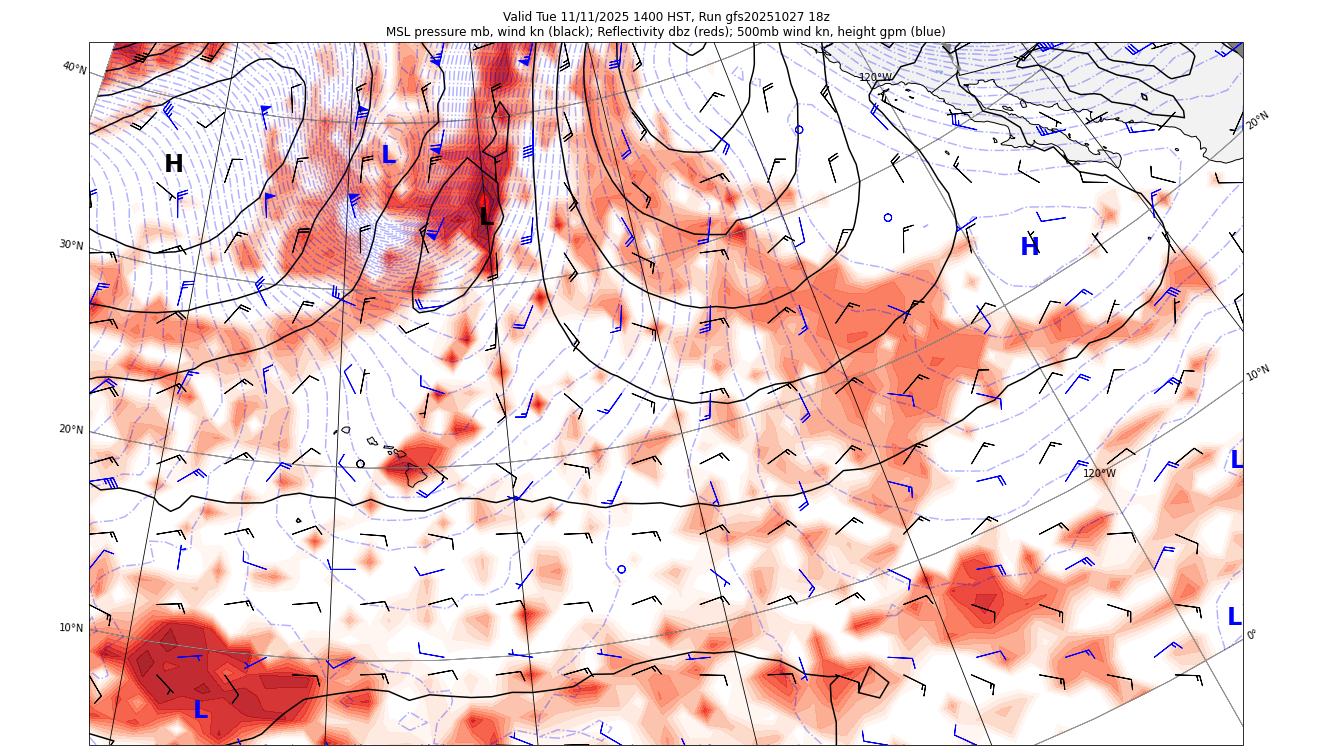 Valid Tue 11/11/2025 1400 HST, Run gfs20251027 18z
MSL pressure mb, wind kn (black); Reflectivity dbz (reds); 500mb wind kn, height gpm (blue)
40°N
120°W
20°N
L
H
L
30°N
H
10°N
20°N
L
120°W
L
10°N
0°
L